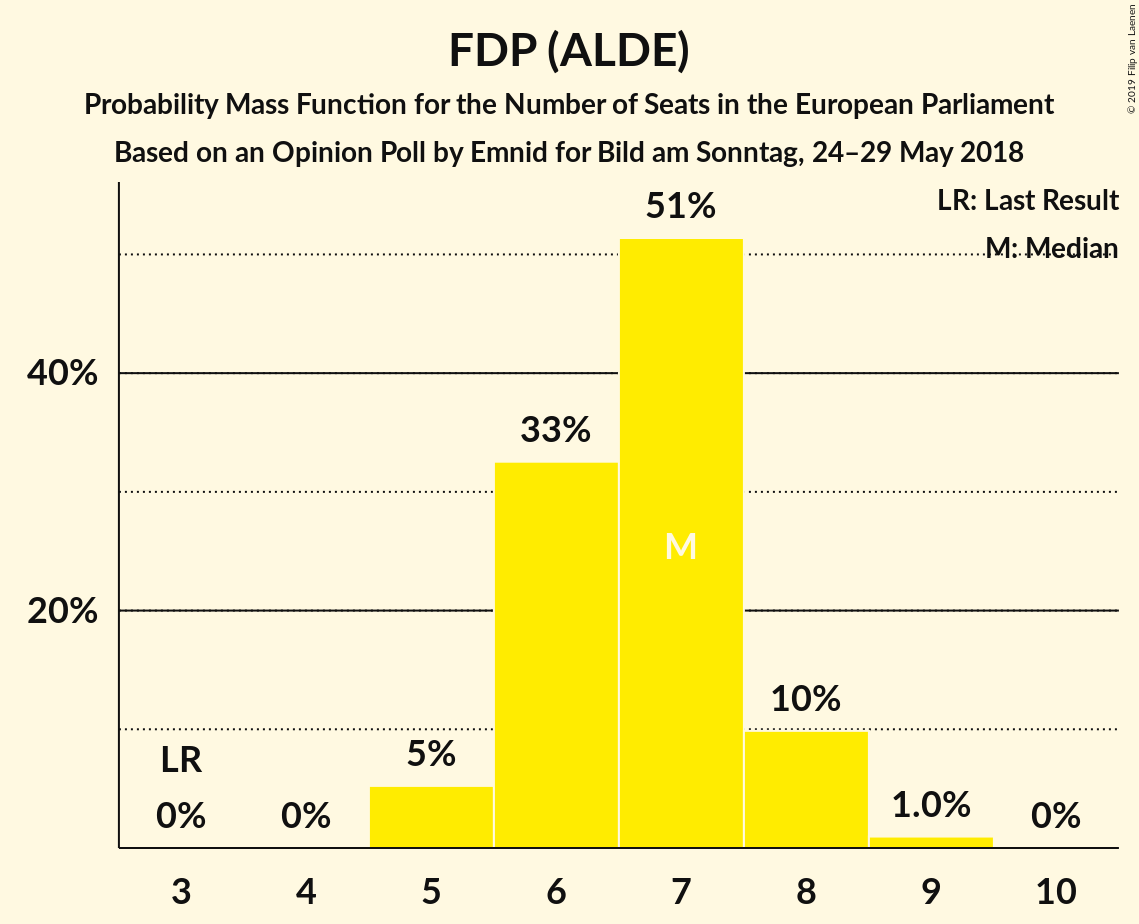 FDP (ALDE)
Probability Mass Function for the Number of Seats in the European Parliament
Based on an Opinion Poll by Emnid for Bild am Sonntag, 24–29 May 2018
© 2019 Filip van Laenen
LR: Last Result
M: Median
51%
40%
33%
M
20%
10%
LR
5%
0%
0%
1.0%
0%
3 4 5 6 7 8 9 10